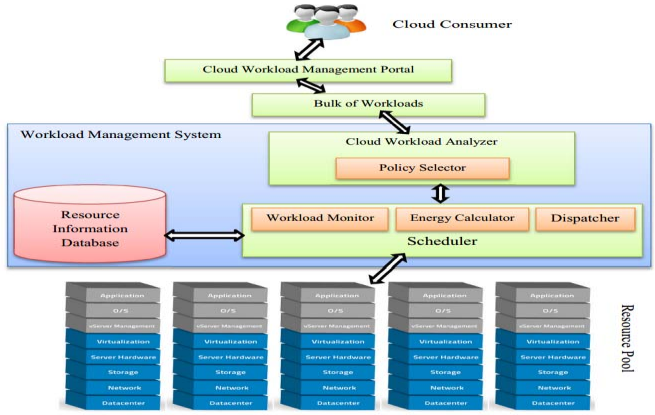 Cloud Consumer
Cloud Workload Management Portal
Bulk of Workloads
Workload Management System
Cloud Workload Analyzer
Policy Selector
Resource
Information
Database
Workload Monitor
Energy Calculator
Dispatcher
Scheduler
Application
O/S
vServer Management
Virtualization
Server Hardware
Storage
Network
Datacenter
Application
O/S
vServer Management
Virtualization
Server Hardware
Storage
Network
Datacenter
Application
O/S
vServer Management
Virtualization
Server Hardware
Storage
Network
Datacenter
Application
O/S
vServer Management
Virtualization
Server Hardware
Storage
Network
Datacenter
Application
O/S
vServer Management
Virtualization
Server Hardware
Storage
Network
Datacenter
Resource Pool